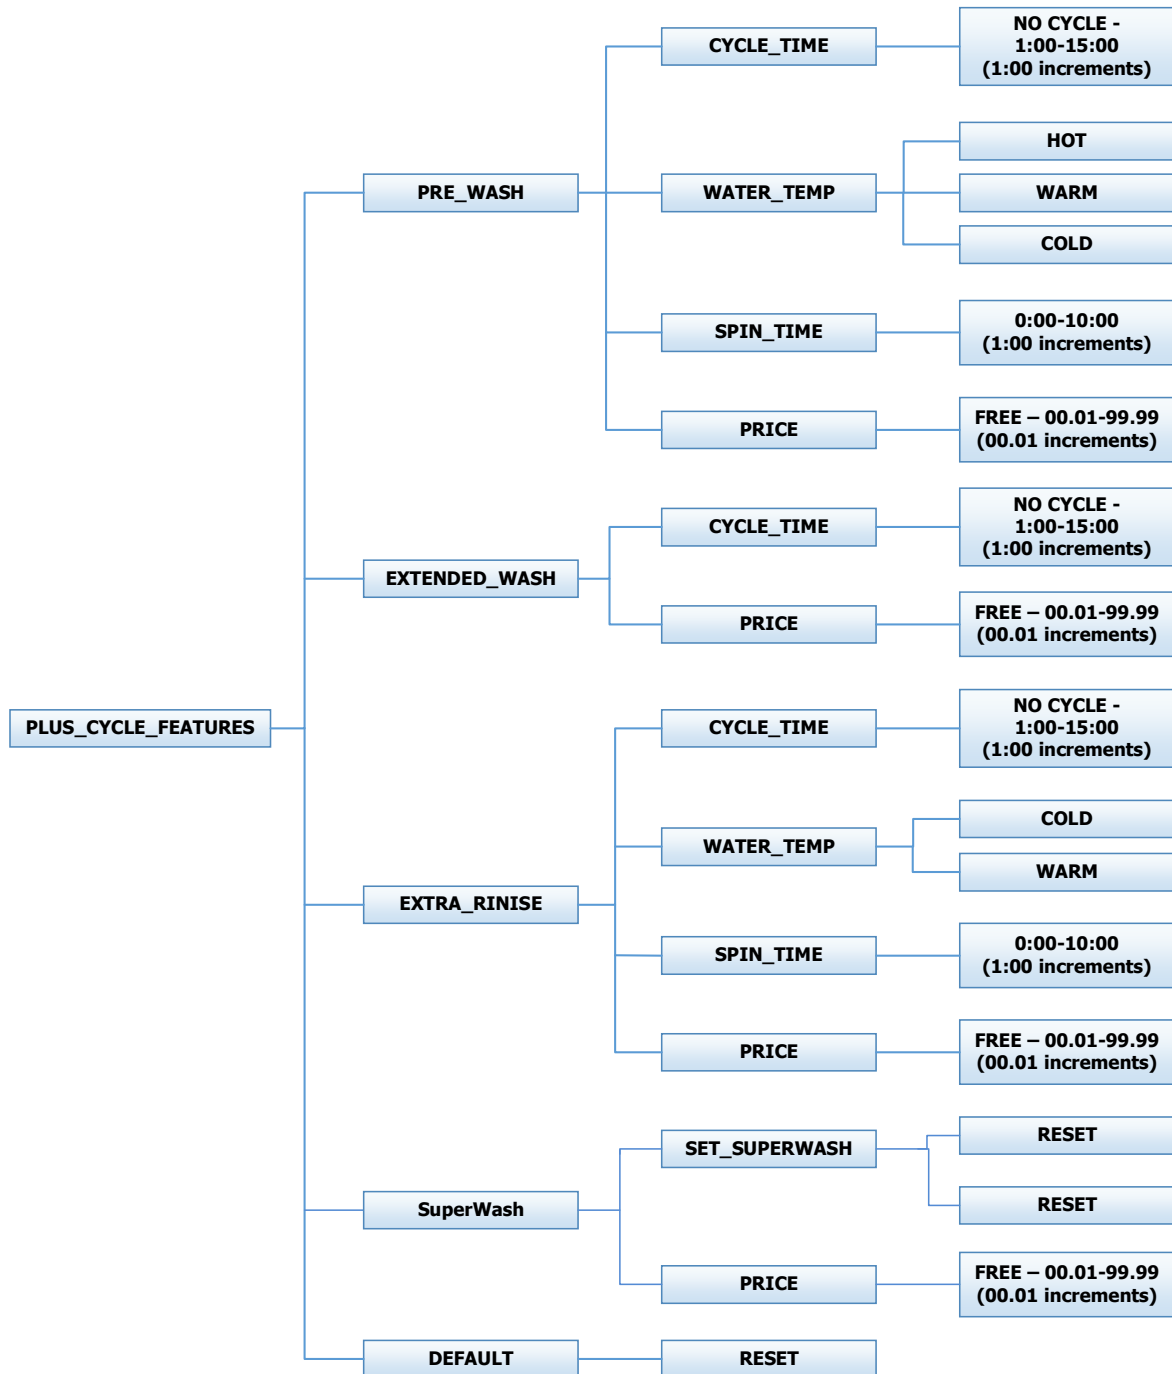 PLUS_CYCLE_FEATURES
PRE_WASH
CYCLE_TIME
NO CYCLE -
1:00-15:00
(1:00 increments)
WATER_TEMP
HOT
WARM
COLD
SPIN_TIME
0:00-10:00
(1:00 increments)
PRICE
FREE – 00.01-99.99
(00.01 increments)
EXTENDED_WASH
CYCLE_TIME
NO CYCLE -
1:00-15:00
(1:00 increments)
PRICE
FREE – 00.01-99.99
(00.01 increments)
EXTRA_RINISE
CYCLE_TIME
NO CYCLE -
1:00-15:00
(1:00 increments)
WATER_TEMP
COLD
WARM
SPIN_TIME
0:00-10:00
(1:00 increments)
PRICE
FREE – 00.01-99.99
(00.01 increments)
SuperWash
SET_SUPERWASH
RESET
RESET
PRICE
FREE – 00.01-99.99
(00.01 increments)
DEFAULT
RESET